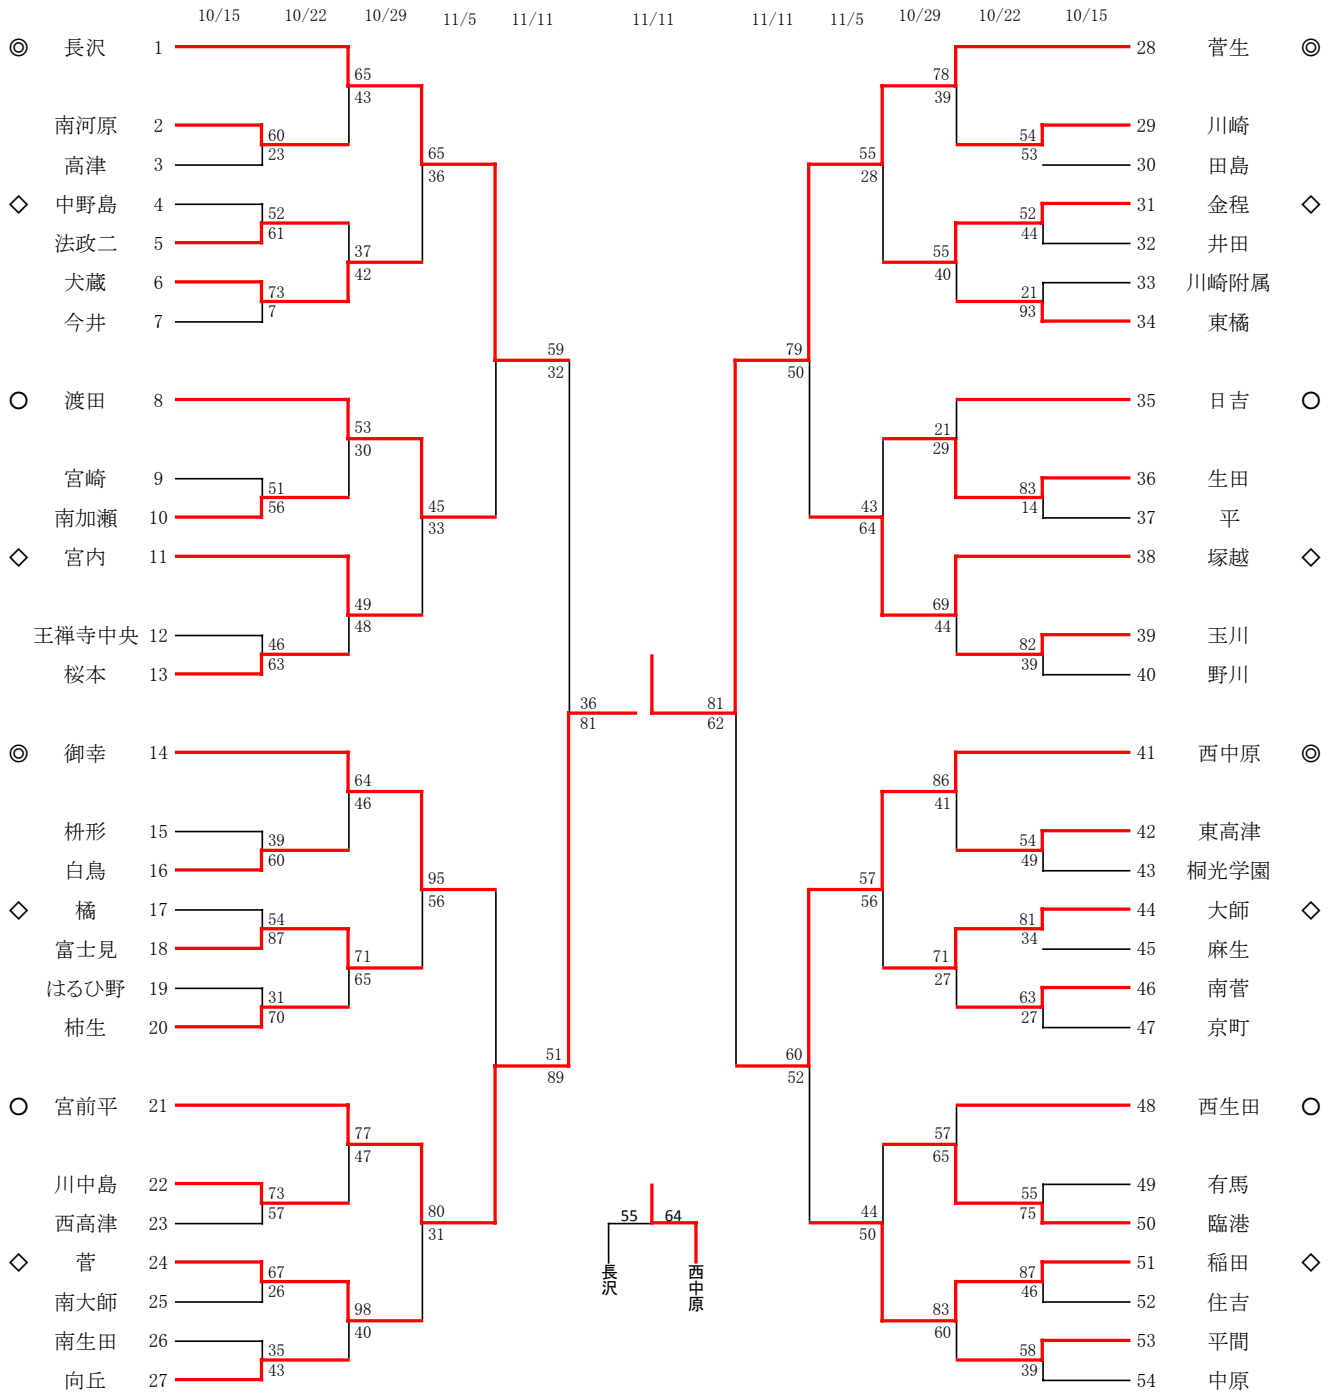 10/15 10/22 10/29 11/5 11/11 11/11 11/11 11/5 10/29 10/22 10/15
◎ 長沢 1 28 菅生 ◎
65 78
43 39
南河原 2 60 54 29 川崎
高津 3 23 53 30 田島
65 55
36 28
◇ 中野島 4 52 52 31 金程 ◇
法政二 5 61 44 32 井田
37 55
42 40
犬蔵 6 73 21 33 川崎附属
今井 7 7 93 34 東橘
59 79
32 50
○ 渡田 8 35 日吉 ○
53 21
30 29
宮崎 9 51 83 36 生田
南加瀬 10 56 14 37 平
45 43
33 64
◇ 宮内 11 38 塚越 ◇
49 69
48 44
王禅寺中央 12 46 82 39 玉川
桜本 13 63 39 40 野川
36 81
81 62
◎ 御幸 14 41 西中原 ◎
64 86
46 41
枡形 15 39 54 42 東高津
白鳥 16 60 49 43 桐光学園
95 57
56 56
◇ 橘 17 54 81 44 大師 ◇
富士見 18 87 34 45 麻生
71 71
65 27
はるひ野 19 31 63 46 南菅
柿生 20 70 27 47 京町
51 60
89 52
○ 宮前平 21 48 西生田 ○
77 57
47 65
川中島 22 73 55 49 有馬
西高津 23 57 75 50 臨港
80 55 64 44
31 50
◇ 菅 24 67 87 51 稲田 ◇
南大師 25 26 46 52 住吉
長沢 西中原
98 83
40 60
南生田 26 35 58 53 平間
向丘 27 43 39 54 中原